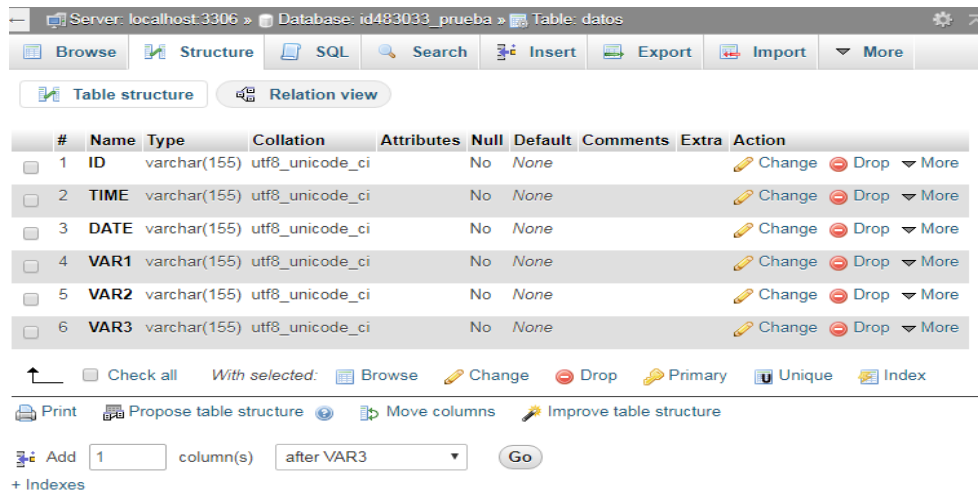 Server: localhost:3306 » Database: id483033_prueba » Table: datos
Browse Structure SQL Search Insert Export Import More
Table structure Relation view
# Name Type Collation Attributes Null Default Comments Extra Action
1 ID varchar(155) utf8_unicode_ci No None Change Drop More
2 TIME varchar(155) utf8_unicode_ci No None Change Drop More
3 DATE varchar(155) utf8_unicode_ci No None Change Drop More
4 VAR1 varchar(155) utf8_unicode_ci No None Change Drop More
5 VAR2 varchar(155) utf8_unicode_ci No None Change Drop More
6 VAR3 varchar(155) utf8_unicode_ci No None Change Drop More
Check all With selected: Browse Change Drop Primary Unique Index
Print Propose table structure Move columns Improve table structure
Add 1 column(s) after VAR3 Go
+ Indexes